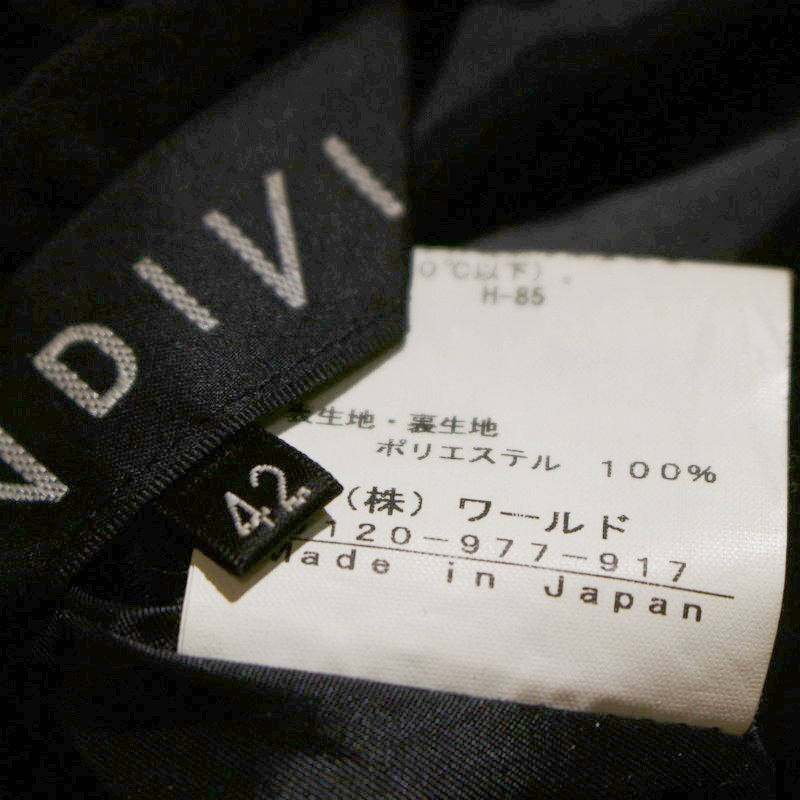 NDIVI
42
0℃以下）。
H-85
表生地・裏生地
ポリエステル 100%
（株）ワールド
120-977-917
Made in Japan